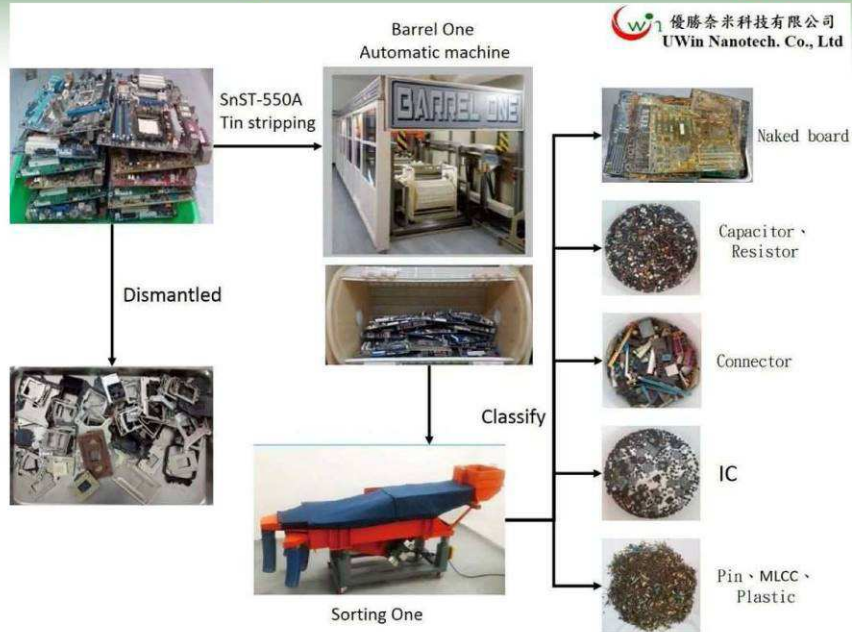 優勝奈米科技有限公司
UWin Nanotech. Co., Ltd
Barrel One
Automatic machine
SnST-550A
Tin stripping
BARREL ONE
Naked board
Capacitor、
Resistor
Dismantled
Connector
Classify
IC
Pin、MLCC、
Plastic
Sorting One